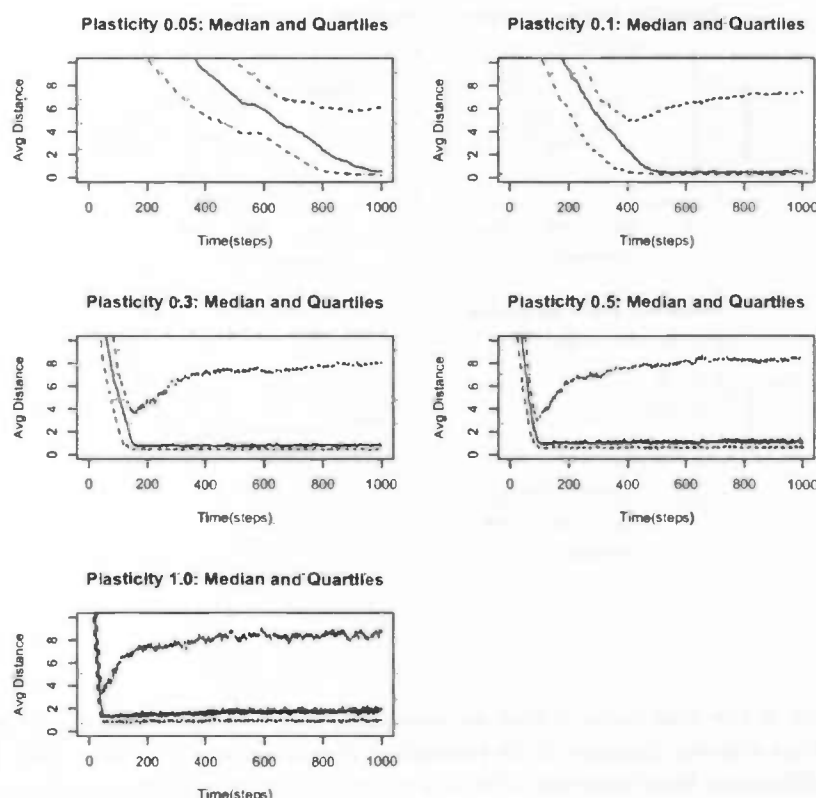 Plasticity 0.05: Median and Quartiles
Avg Distance
0 2 4 6 8
0 200 400 600 800 1000
Time(steps)
Plasticity 0.1: Median and Quartiles
Avg Distance
0 2 4 6 8
0 200 400 600 800 1000
Time(steps)
Plasticity 0.3: Median and Quartiles
Avg Distance
0 2 4 6 8
0 200 400 600 800 1000
Time(steps)
Plasticity 0.5: Median and Quartiles
Avg Distance
0 2 4 6 8
0 200 400 600 800 1000
Time(steps)
Plasticity 1.0: Median and Quartiles
Avg Distance
0 2 4 6 8
0 200 400 600 800 1000
Time(steps)